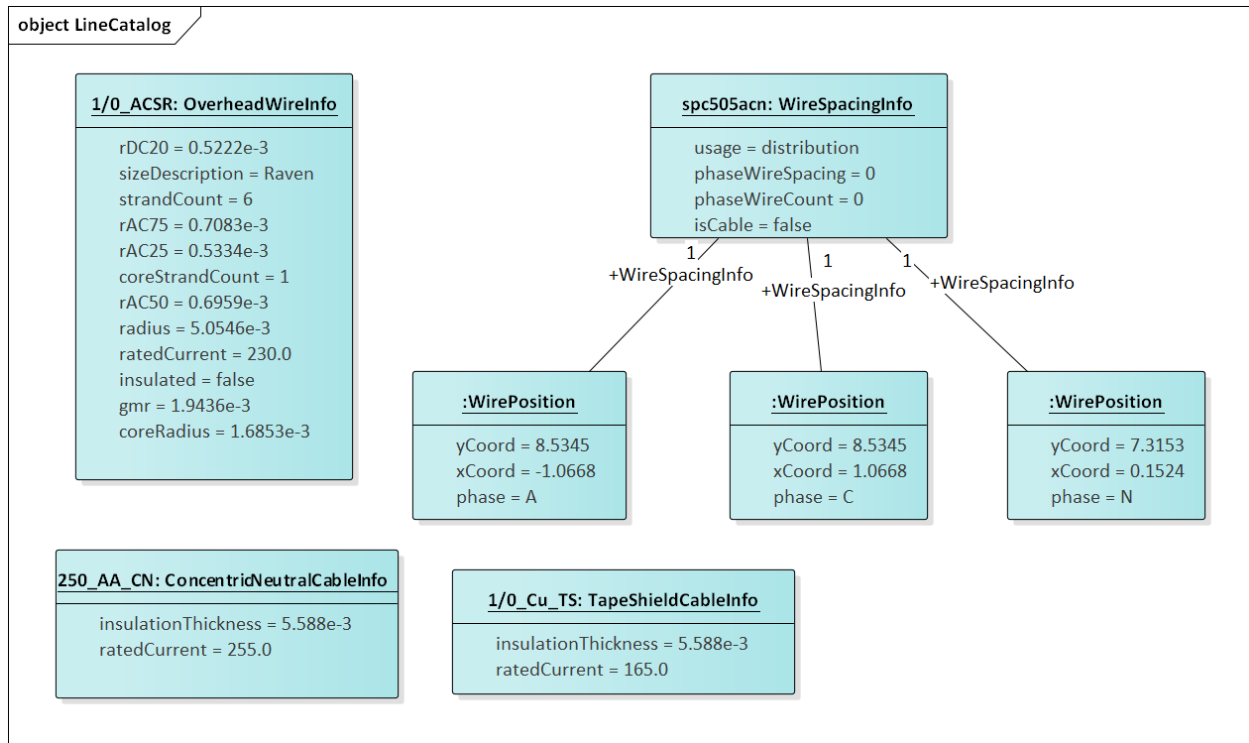 object LineCatalog
1/0_ACSR: OverheadWireInfo
rDC20 = 0.5222e-3
sizeDescription = Raven
strandCount = 6
rAC75 = 0.7083e-3
rAC25 = 0.5334e-3
coreStrandCount = 1
rAC50 = 0.6959e-3
radius = 5.0546e-3
ratedCurrent = 230.0
insulated = false
gmr = 1.9436e-3
coreRadius = 1.6853e-3
spc505acn: WireSpacingInfo
usage = distribution
phaseWireSpacing = 0
phaseWireCount = 0
isCable = false
1
+WireSpacingInfo
1
+WireSpacingInfo
1
+WireSpacingInfo
:WirePosition
yCoord = 8.5345
xCoord = -1.0668
phase = A
:WirePosition
yCoord = 8.5345
xCoord = 1.0668
phase = C
:WirePosition
yCoord = 7.3153
xCoord = 0.1524
phase = N
250_AA_CN: ConcentricNeutralCableInfo
insulationThickness = 5.588e-3
ratedCurrent = 255.0
1/0_Cu_TS: TapeShieldCableInfo
insulationThickness = 5.588e-3
ratedCurrent = 165.0